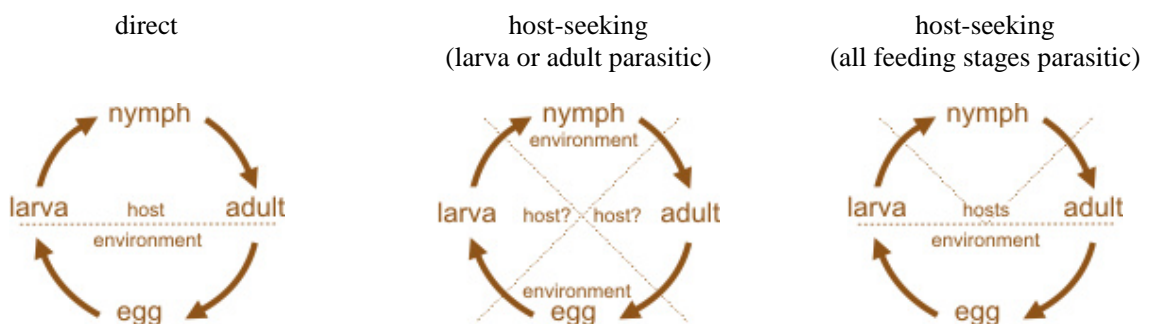 direct
nymph
larva host adult
environment
egg
host-seeking
(larva or adult parasitic)
nymph
environment
larva host? host? adult
environment
egg
host-seeking
(all feeding stages parasitic)
nymph
larva hosts adult
environment
egg